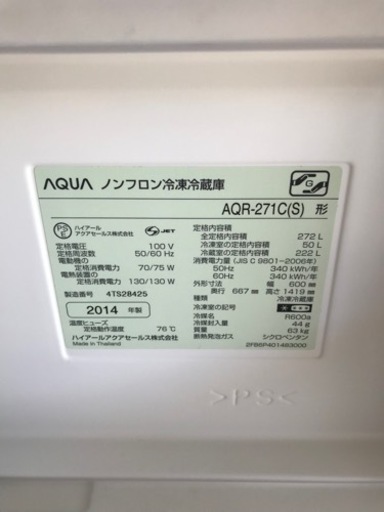 AQUA ノンフロン冷凍冷蔵庫
G
AQR-271C(S) 形
PS
E
ハイアール
アクアセールス株式会社
JET
定格電圧 100 V
定格周波数 50/60 Hz
電動機の
定格消費電力 70/75 W
電熱装置の
定格消費電力 130/130 W
製造番号 4TS28425
2014 年製
温度ヒューズ
定格動作温度 76℃
ハイアールアクアセールス株式会社
Made in Thailand
定格内容積
全定格内容積 272 L
冷凍室の定格内容積 50 L
冷蔵室の定格内容積 222 L
消費電力量 (JIS C 9801-2006年)
50Hz 340 kWh/年
60Hz 340 kWh/年
外形寸法 幅 600 mm
奥行 667 mm 高さ 1419 mm
種類 冷凍冷蔵庫
冷凍室の記号
冷媒名 R600a
冷媒封入量 44 g
質量 63 kg
断熱発泡ガス シクロペンタン
2FB6P401483000
>PS<